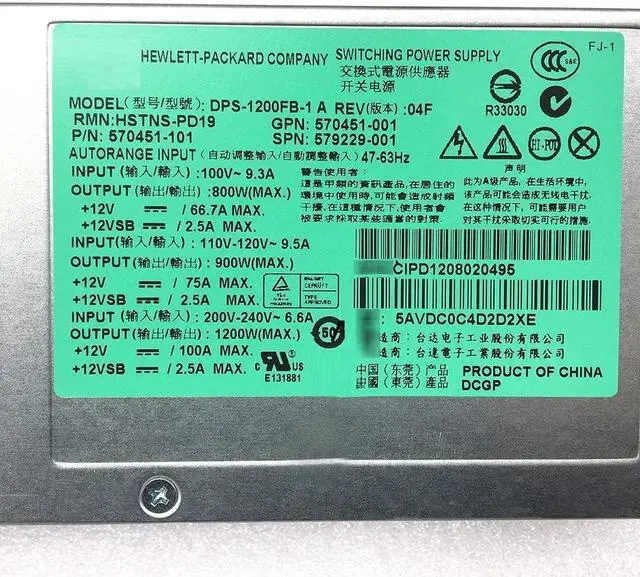 HEWLETT-PACKARD COMPANY SWITCHING POWER SUPPLY
交換式電源供應器
开关电源
FJ-1
CCC S&E
MODEL(型号/型號): DPS-1200FB-1 A REV(版本):04F
RMN:HSTNS-PD19 GPN: 570451-001
P/N: 570451-101 SPN: 579229-001
R33030
HI-POT
AUTORANGE INPUT (自动调整输入/自動調整輸入)47-63Hz
声明
INPUT (输入/輸入): 100V~ 9.3A
OUTPUT (输出/輸出): 800W(MAX.)
+12V / 66.7A MAX.
+12VSB / 2.5A MAX.
警告使用者:
這是甲類的資訊產品,在居住的
環境中使用時,可能會造成射頻
干擾,在這種情況下,使用者會
被要求採取某些適當的對策.
此为A级产品,在生活环境中,
该产品可能会造成无线电干扰.
在这种情况下,可能需要用户
对其干扰采取切实可行的措施.
INPUT(输入/輸入): 110V-120V~ 9.5A
OUTPUT(输出/輸出): 900W(MAX.)
+12V / 75A MAX.
+12VSB / 2.5A MAX.
CIPD1208020495
INPUT (输入/輸入): 200V-240V~ 6.6A
OUTPUT(输出/輸出): 1200W(MAX.)
+12V / 100A MAX.
+12VSB / 2.5A MAX.
GEPRÜFT
TYPE
APPROVED
50
c US
E131881
: 5AVDC0C4D2D2XE
造商: 台达电子工业股份有限公司
造商: 台達電子工業股份有限公司
中国 (东莞) 产品 PRODUCT OF CHINA
中國 (東莞) 產品 DCGP